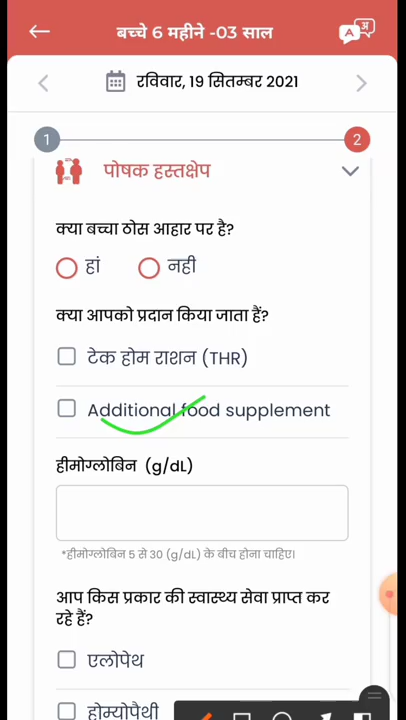 बच्चे 6 महीने -03 साल
A अ
रविवार, 19 सितम्बर 2021
1
2
पोषक हस्तक्षेप
क्या बच्चा ठोस आहार पर है?
हां
नही
क्या आपको प्रदान किया जाता हैं?
टेक होम राशन (THR)
Additional food supplement
हीमोग्लोबिन (g/dL)
*हीमोग्लोबिन 5 से 30 (g/dL) के बीच होना चाहिए।
आप किस प्रकार की स्वास्थ्य सेवा प्राप्त कर
रहे हैं?
एलोपेथ
होम्योपैथी